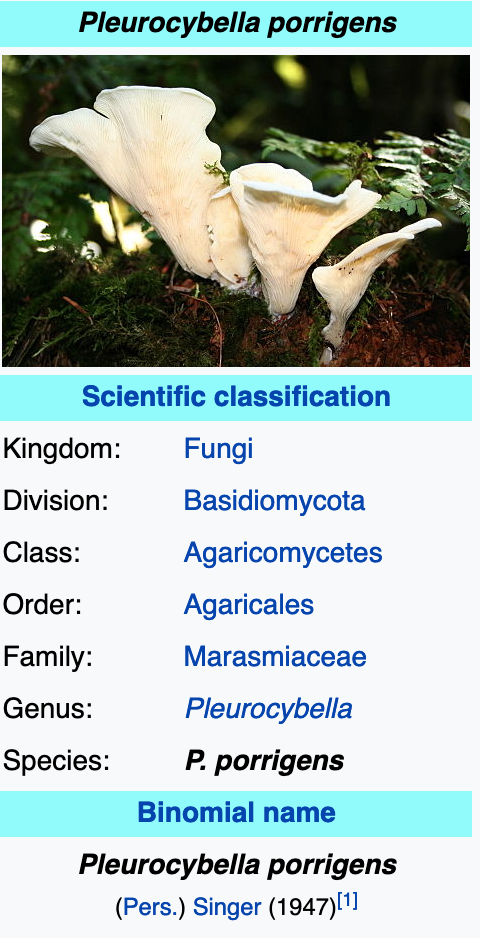 Pleurocybella porrigens
Scientific classification
Kingdom: Fungi
Division: Basidiomycota
Class: Agaricomycetes
Order: Agaricales
Family: Marasmiaceae
Genus: Pleurocybella
Species: P. porrigens
Binomial name
Pleurocybella porrigens
(Pers.) Singer (1947)[1]